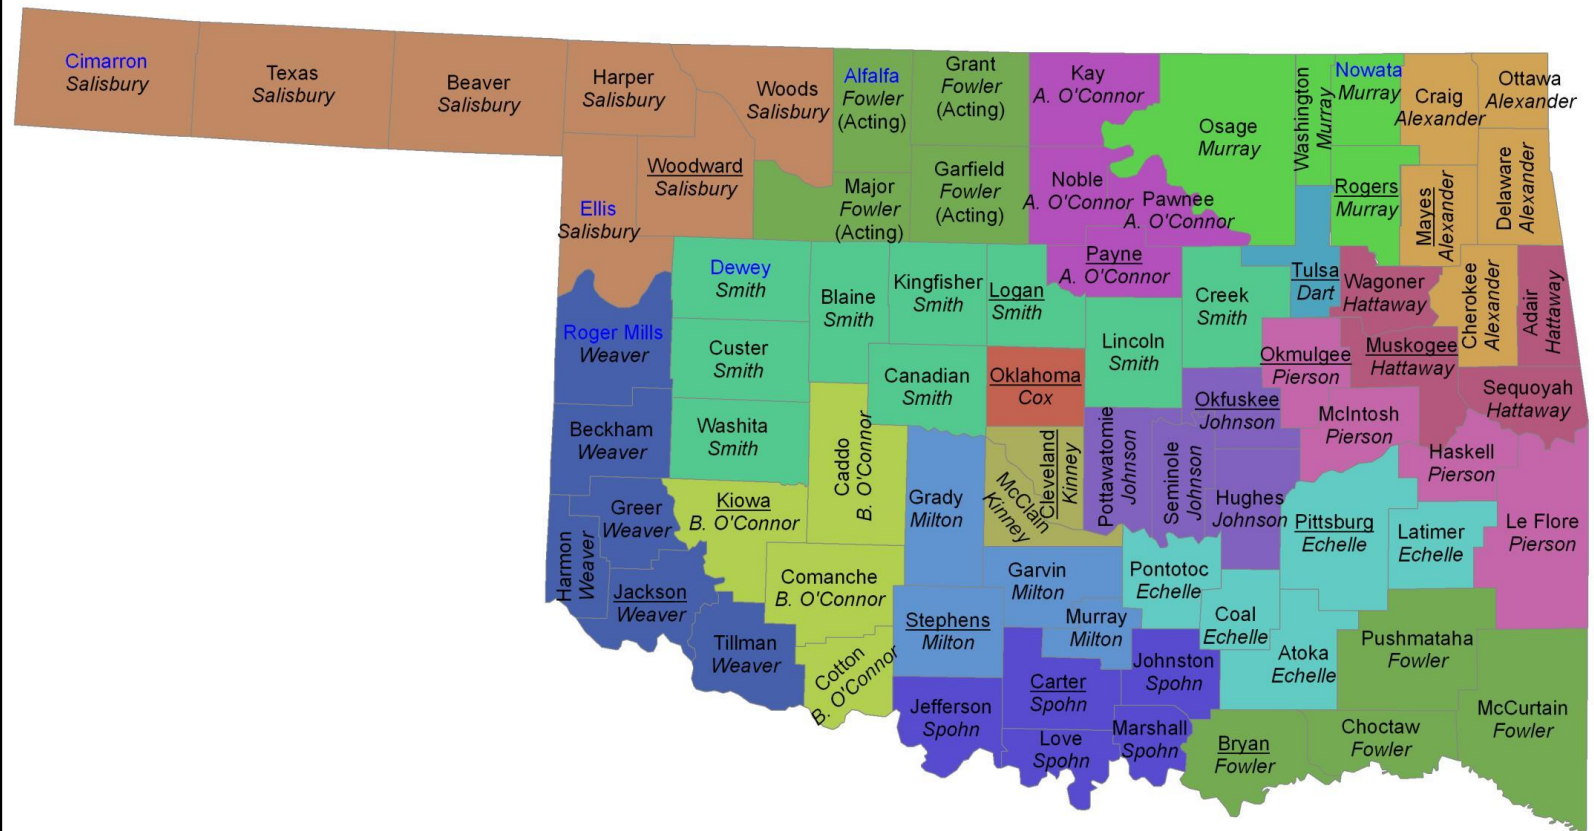 Cimarron
Salisbury
Texas
Salisbury
Beaver
Salisbury
Harper
Salisbury
Woods
Salisbury
Alfalfa
Fowler
(Acting)
Grant
Fowler
(Acting)
Kay
A. O'Connor
Osage
Murray
Washington
Murray
Nowata
Murray
Craig
Alexander
Ottawa
Alexander
Ellis
Salisbury
Woodward
Salisbury
Major
Fowler
(Acting)
Garfield
Fowler
(Acting)
Noble
A. O'Connor
Pawnee
A. O'Connor
Rogers
Murray
Mayes
Alexander
Delaware
Alexander
Dewey
Smith
Blaine
Smith
Kingfisher
Smith
Logan
Smith
Payne
A. O'Connor
Creek
Smith
Tulsa
Dart
Wagoner
Hattaway
Cherokee
Alexander
Adair
Hattaway
Roger Mills
Weaver
Custer
Smith
Canadian
Smith
Oklahoma
Cox
Lincoln
Smith
Okmulgee
Pierson
Muskogee
Hattaway
Sequoyah
Hattaway
Beckham
Weaver
Washita
Smith
Caddo
B. O'Connor
Grady
Milton
McClain
Kinney
Cleveland
Kinney
Pottawatomie
Johnson
Seminole
Johnson
Okfuskee
Johnson
Hughes
Johnson
McIntosh
Pierson
Haskell
Pierson
Harmon
Weaver
Greer
Weaver
Kiowa
B. O'Connor
Pittsburg
Echelle
Latimer
Echelle
Le Flore
Pierson
Jackson
Weaver
Comanche
B. O'Connor
Garvin
Milton
Pontotoc
Echelle
Coal
Echelle
Tillman
Weaver
Cotton
B. O'Connor
Stephens
Milton
Murray
Milton
Johnston
Spohn
Atoka
Echelle
Pushmataha
Fowler
Jefferson
Spohn
Carter
Spohn
Love
Spohn
Marshall
Spohn
Bryan
Fowler
Choctaw
Fowler
McCurtain
Fowler